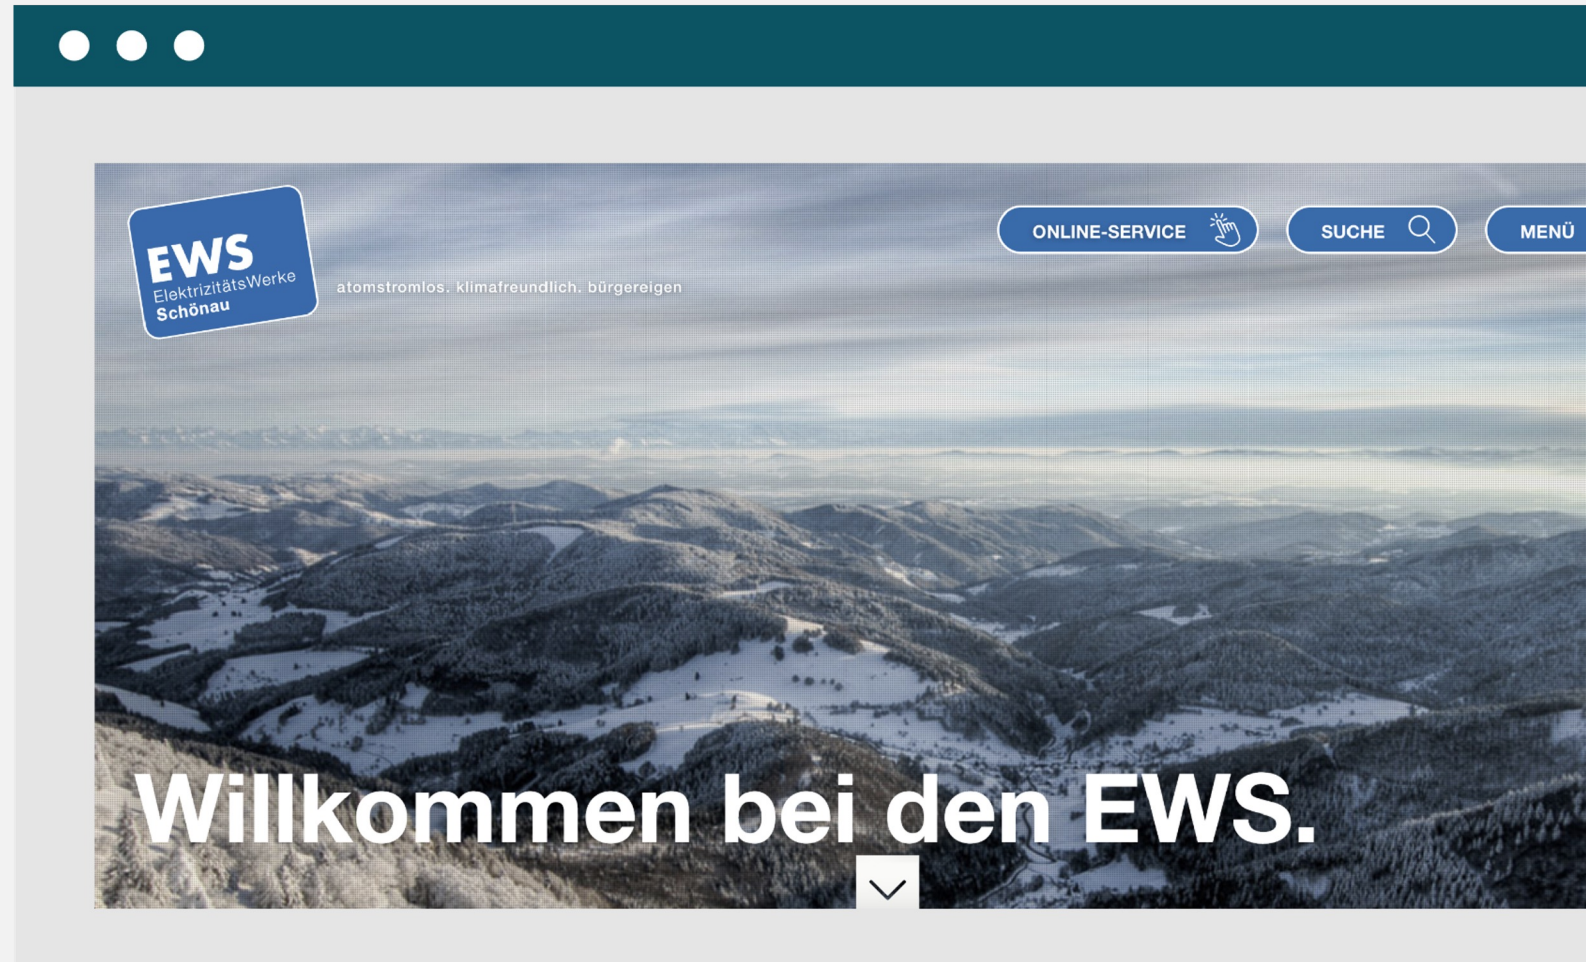 EWS
ElektrizitätsWerke
Schönau
atomstromlos. klimafreundlich. bürgereigen
ONLINE-SERVICE
SUCHE
MENÜ
Willkommen bei den EWS.